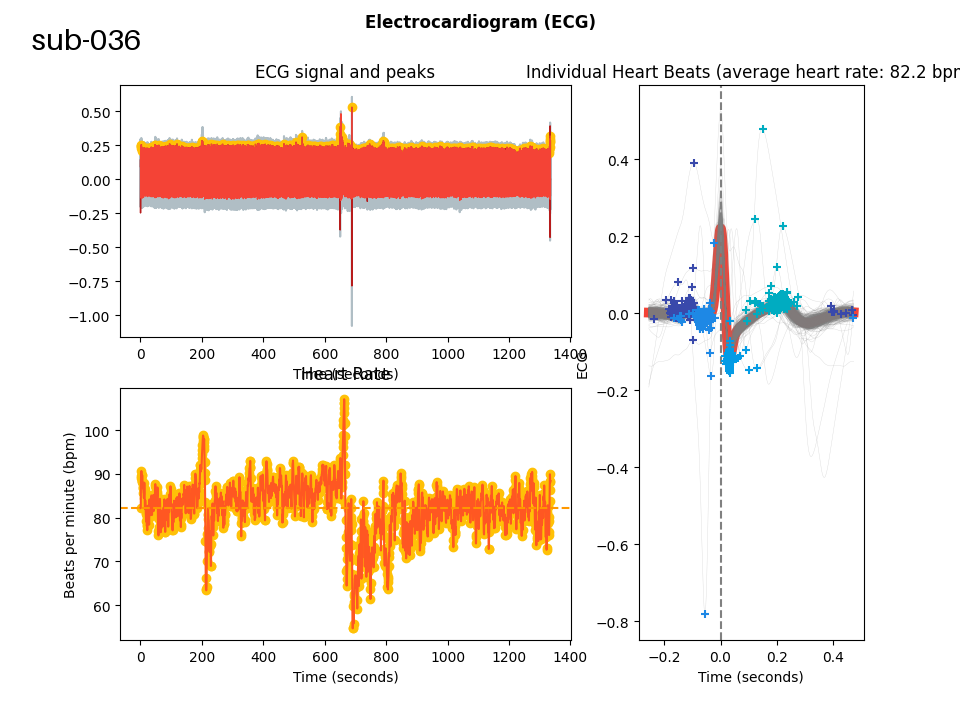 Electrocardiogram (ECG)
sub-036
ECG signal and peaks
0.50
0.25
0.00
−0.25
−0.50
−0.75
−1.00
0 200 400 600 800 1000 1200 1400
Time (seconds)
Heart Rate
100
90
80
70
60
Beats per minute (bpm)
0 200 400 600 800 1000 1200 1400
Time (seconds)
Individual Heart Beats (average heart rate: 82.2 bpm
ECG
0.4
0.2
0.0
−0.2
−0.4
−0.6
−0.8
−0.2 0.0 0.2 0.4
Time (seconds)